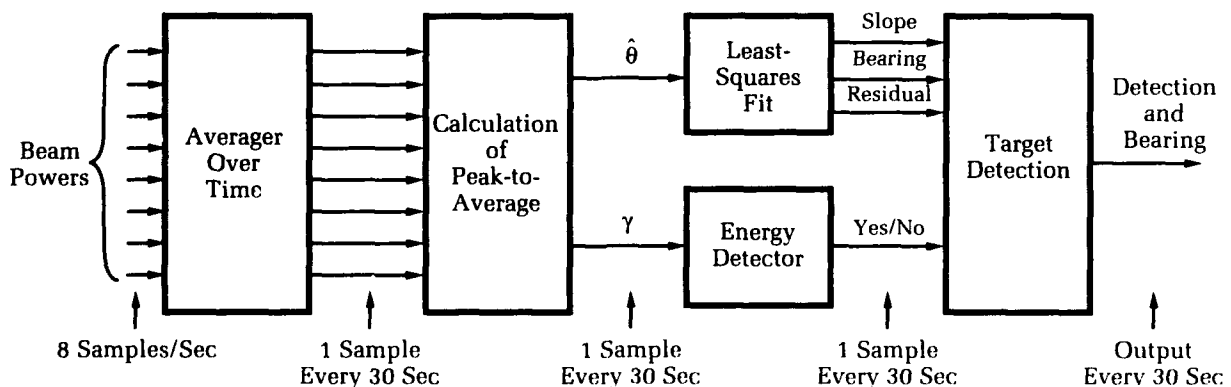 Beam
Powers
Averager
Over
Time
Calculation
of
Peak-to-
Average
θ̂
γ
Least-
Squares
Fit
Energy
Detector
Slope
Bearing
Residual
Yes/No
Target
Detection
Detection
and
Bearing
8 Samples/Sec
1 Sample
Every 30 Sec
1 Sample
Every 30 Sec
1 Sample
Every 30 Sec
Output
Every 30 Sec